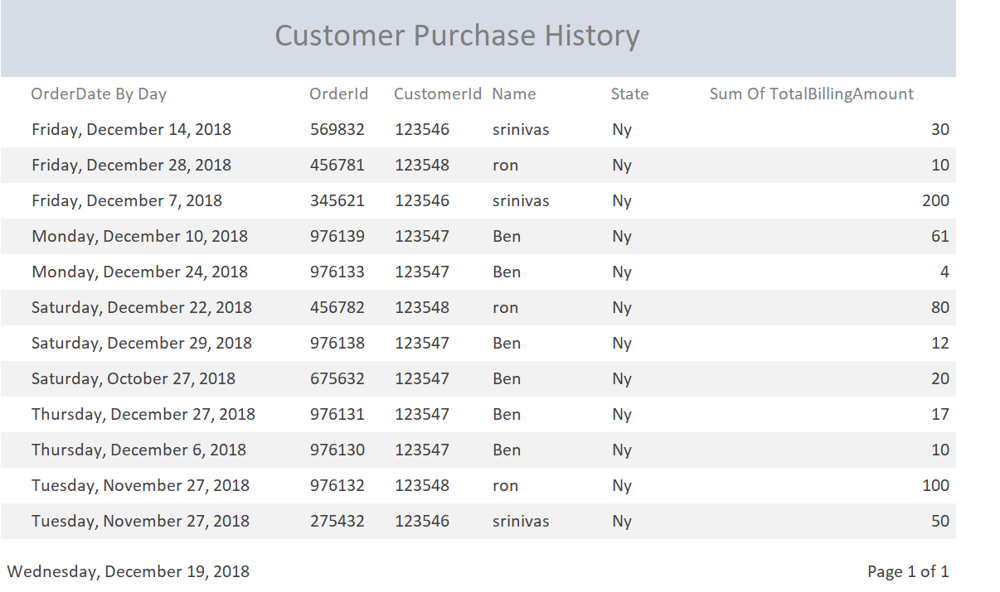 Customer Purchase History
OrderDate By Day OrderId CustomerId Name State Sum Of TotalBillingAmount
Friday, December 14, 2018 569832 123546 srinivas Ny 30
Friday, December 28, 2018 456781 123548 ron Ny 10
Friday, December 7, 2018 345621 123546 srinivas Ny 200
Monday, December 10, 2018 976139 123547 Ben Ny 61
Monday, December 24, 2018 976133 123547 Ben Ny 4
Saturday, December 22, 2018 456782 123548 ron Ny 80
Saturday, December 29, 2018 976138 123547 Ben Ny 12
Saturday, October 27, 2018 675632 123547 Ben Ny 20
Thursday, December 27, 2018 976131 123547 Ben Ny 17
Thursday, December 6, 2018 976130 123547 Ben Ny 10
Tuesday, November 27, 2018 976132 123548 ron Ny 100
Tuesday, November 27, 2018 275432 123546 srinivas Ny 50
Wednesday, December 19, 2018 Page 1 of 1